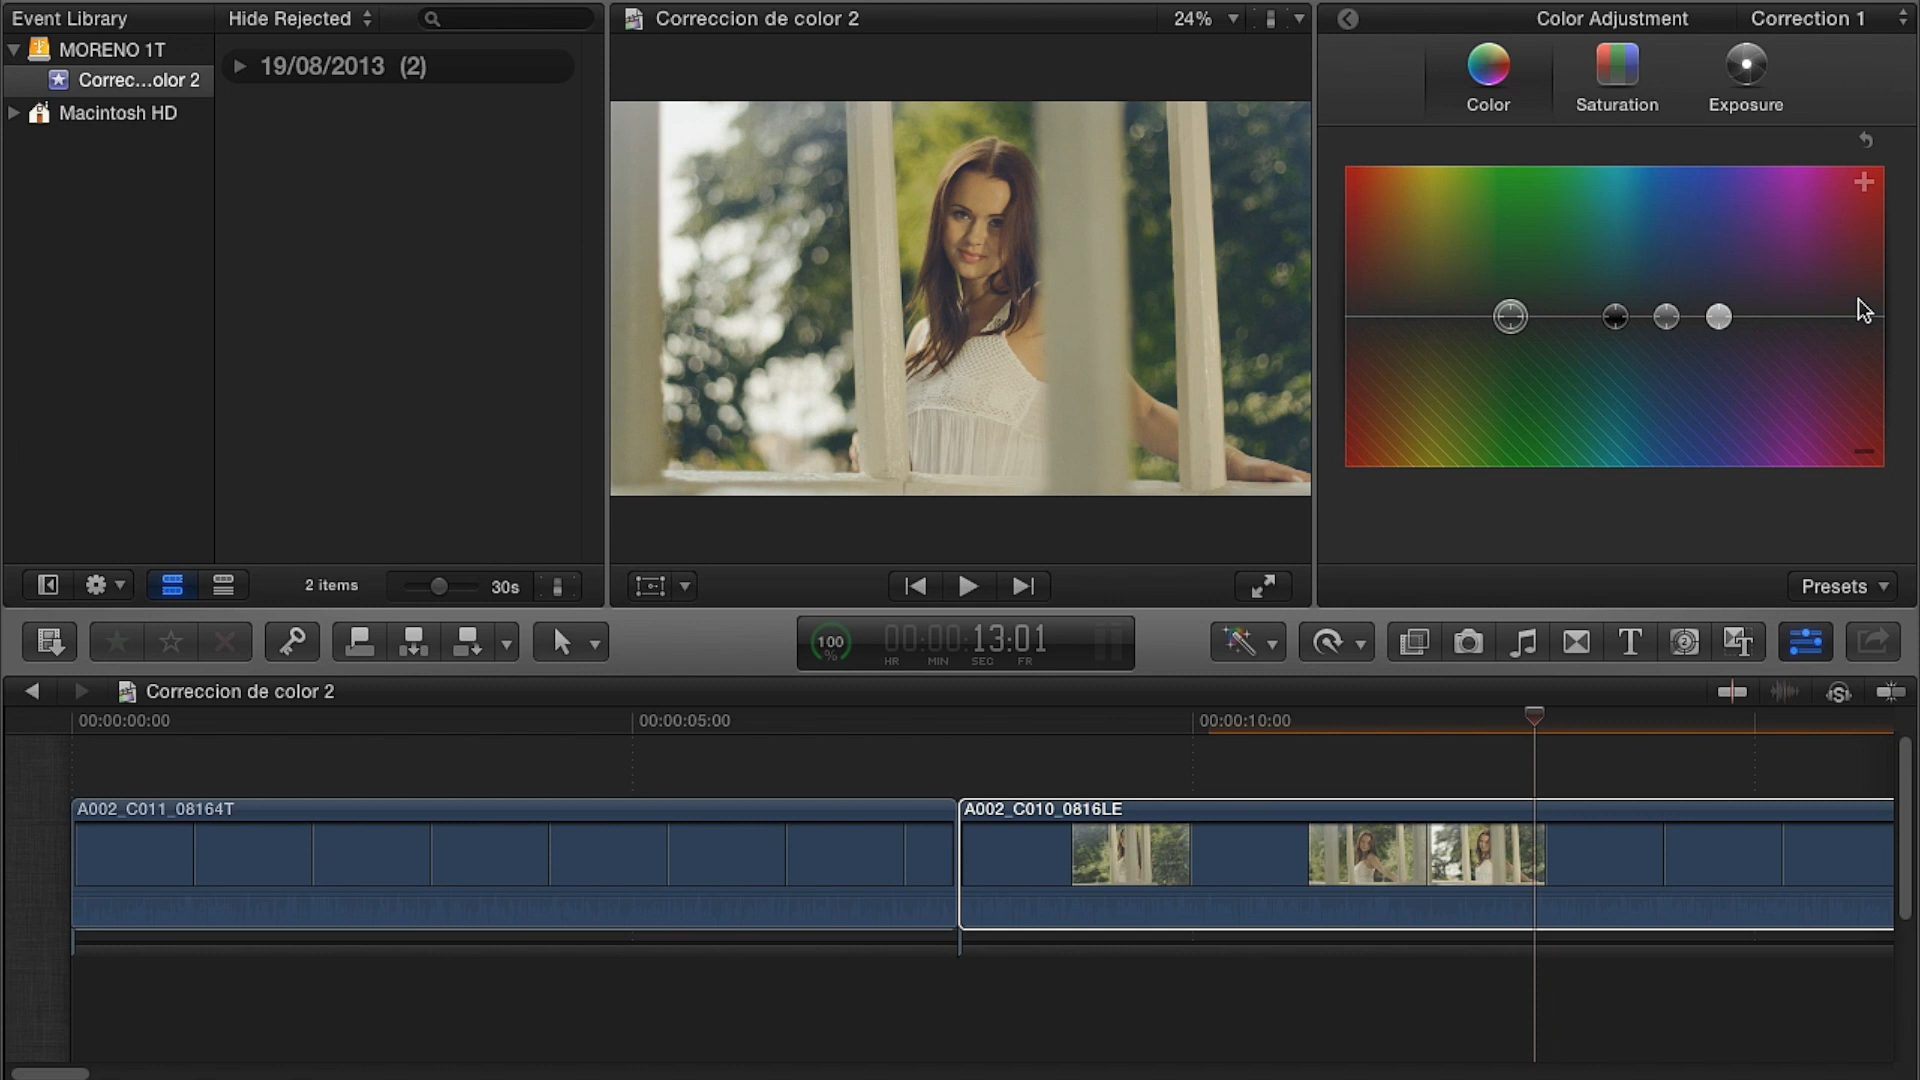 Event Library
Hide Rejected
Correccion de color 2
24%
Color Adjustment
Correction 1
MORENO 1T
Correc...olor 2
Macintosh HD
19/08/2013 (2)
Color
Saturation
Exposure
2 items
30s
Presets
100
%
00:00:13:01
HR MIN SEC FR
Correccion de color 2
00:00:00:00
00:00:05:00
00:00:10:00
A002_C011_08164T
A002_C010_0816LE